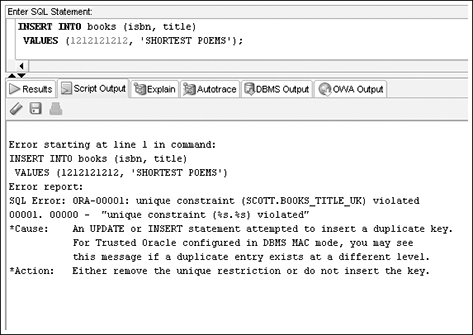 Enter SQL Statement:
INSERT INTO books (isbn, title)
VALUES (1212121212, 'SHORTEST POEMS');
Results Script Output Explain Autotrace DBMS Output OWA Output
Error starting at line 1 in command:
INSERT INTO books (isbn, title)
VALUES (1212121212, 'SHORTEST POEMS')
Error report:
SQL Error: ORA-00001: unique constraint (SCOTT.BOOKS_TITLE_UK) violated
00001. 00000 - "unique constraint (%s.%s) violated"
*Cause: An UPDATE or INSERT statement attempted to insert a duplicate key.
For Trusted Oracle configured in DBMS MAC mode, you may see
this message if a duplicate entry exists at a different level.
*Action: Either remove the unique restriction or do not insert the key.